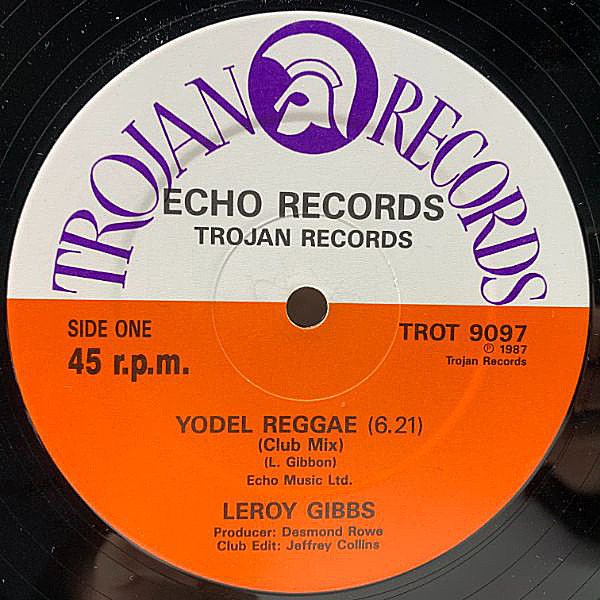 TROJAN RECORDS
ECHO RECORDS
TROJAN RECORDS
SIDE ONE
45 r.p.m.
TROT 9097
℗ 1987
Trojan Records
YODEL REGGAE (6.21)
(Club Mix)
(L. Gibbon)
Echo Music Ltd.
LEROY GIBBS
Producer: Desmond Rowe
Club Edit: Jeffrey Collins